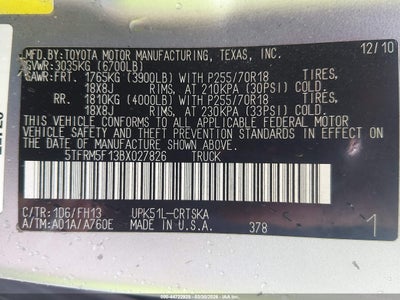 MFD.BY:TOYOTA MOTOR MANUFACTURING, TEXAS, INC.
12/10
GVWR:3035KG (6700LB)
GAWR:FRT. 1765KG (3900LB) WITH P255/70R18 TIRES,
18X8J RIMS, AT 210KPA (30PSI) COLD.
RR. 1810KG (4000LB) WITH P255/70R18 TIRES,
18X8J RIMS, AT 230KPA (33PSI) COLD.
THIS VEHICLE CONFORMS TO ALL APPLICABLE FEDERAL MOTOR
VEHICLE SAFETY AND THEFT PREVENTION STANDARDS IN EFFECT ON
THE DATE OF MANUFACTURE SHOWN ABOVE.
5TFRM5F13BX027826 TRUCK
C/TR:1D6/FH13 UPK51L-CRTSKA
A/TM:A01A/A760E MADE IN U.S.A. 378 1